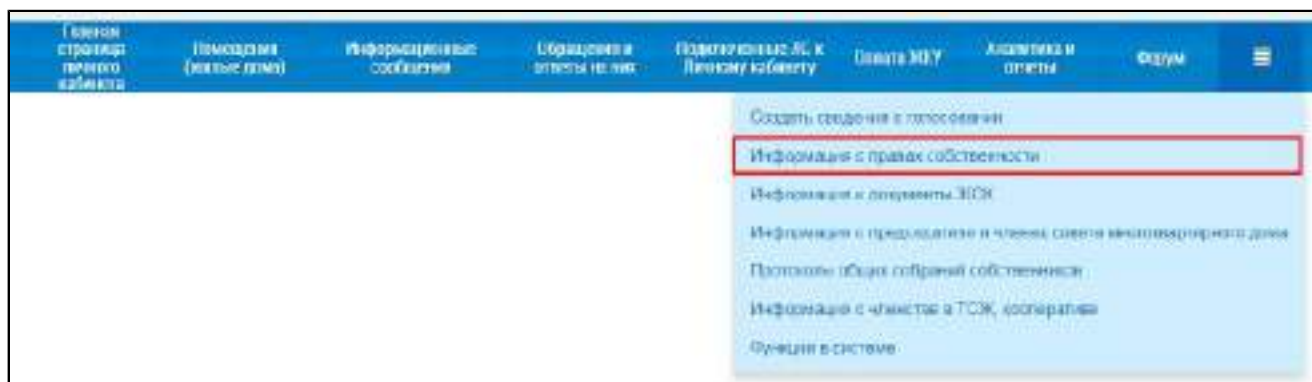 Главная
страница
личного
кабинета
Помещения
(жилые дома)
Информационные
сообщения
Обращения и
ответы на них
Подключенные ЛС к
Личному кабинету
Оплата ЖКУ
Аналитика и
отчеты
Форум
Создать сведения о голосовании
Информация о правах собственности
Информация и документы ЖСК
Информация о председателе и членах совета многоквартирного дома
Протоколы общих собраний собственников
Информация о членстве в ТСЖ, кооперативе
Функции в системе